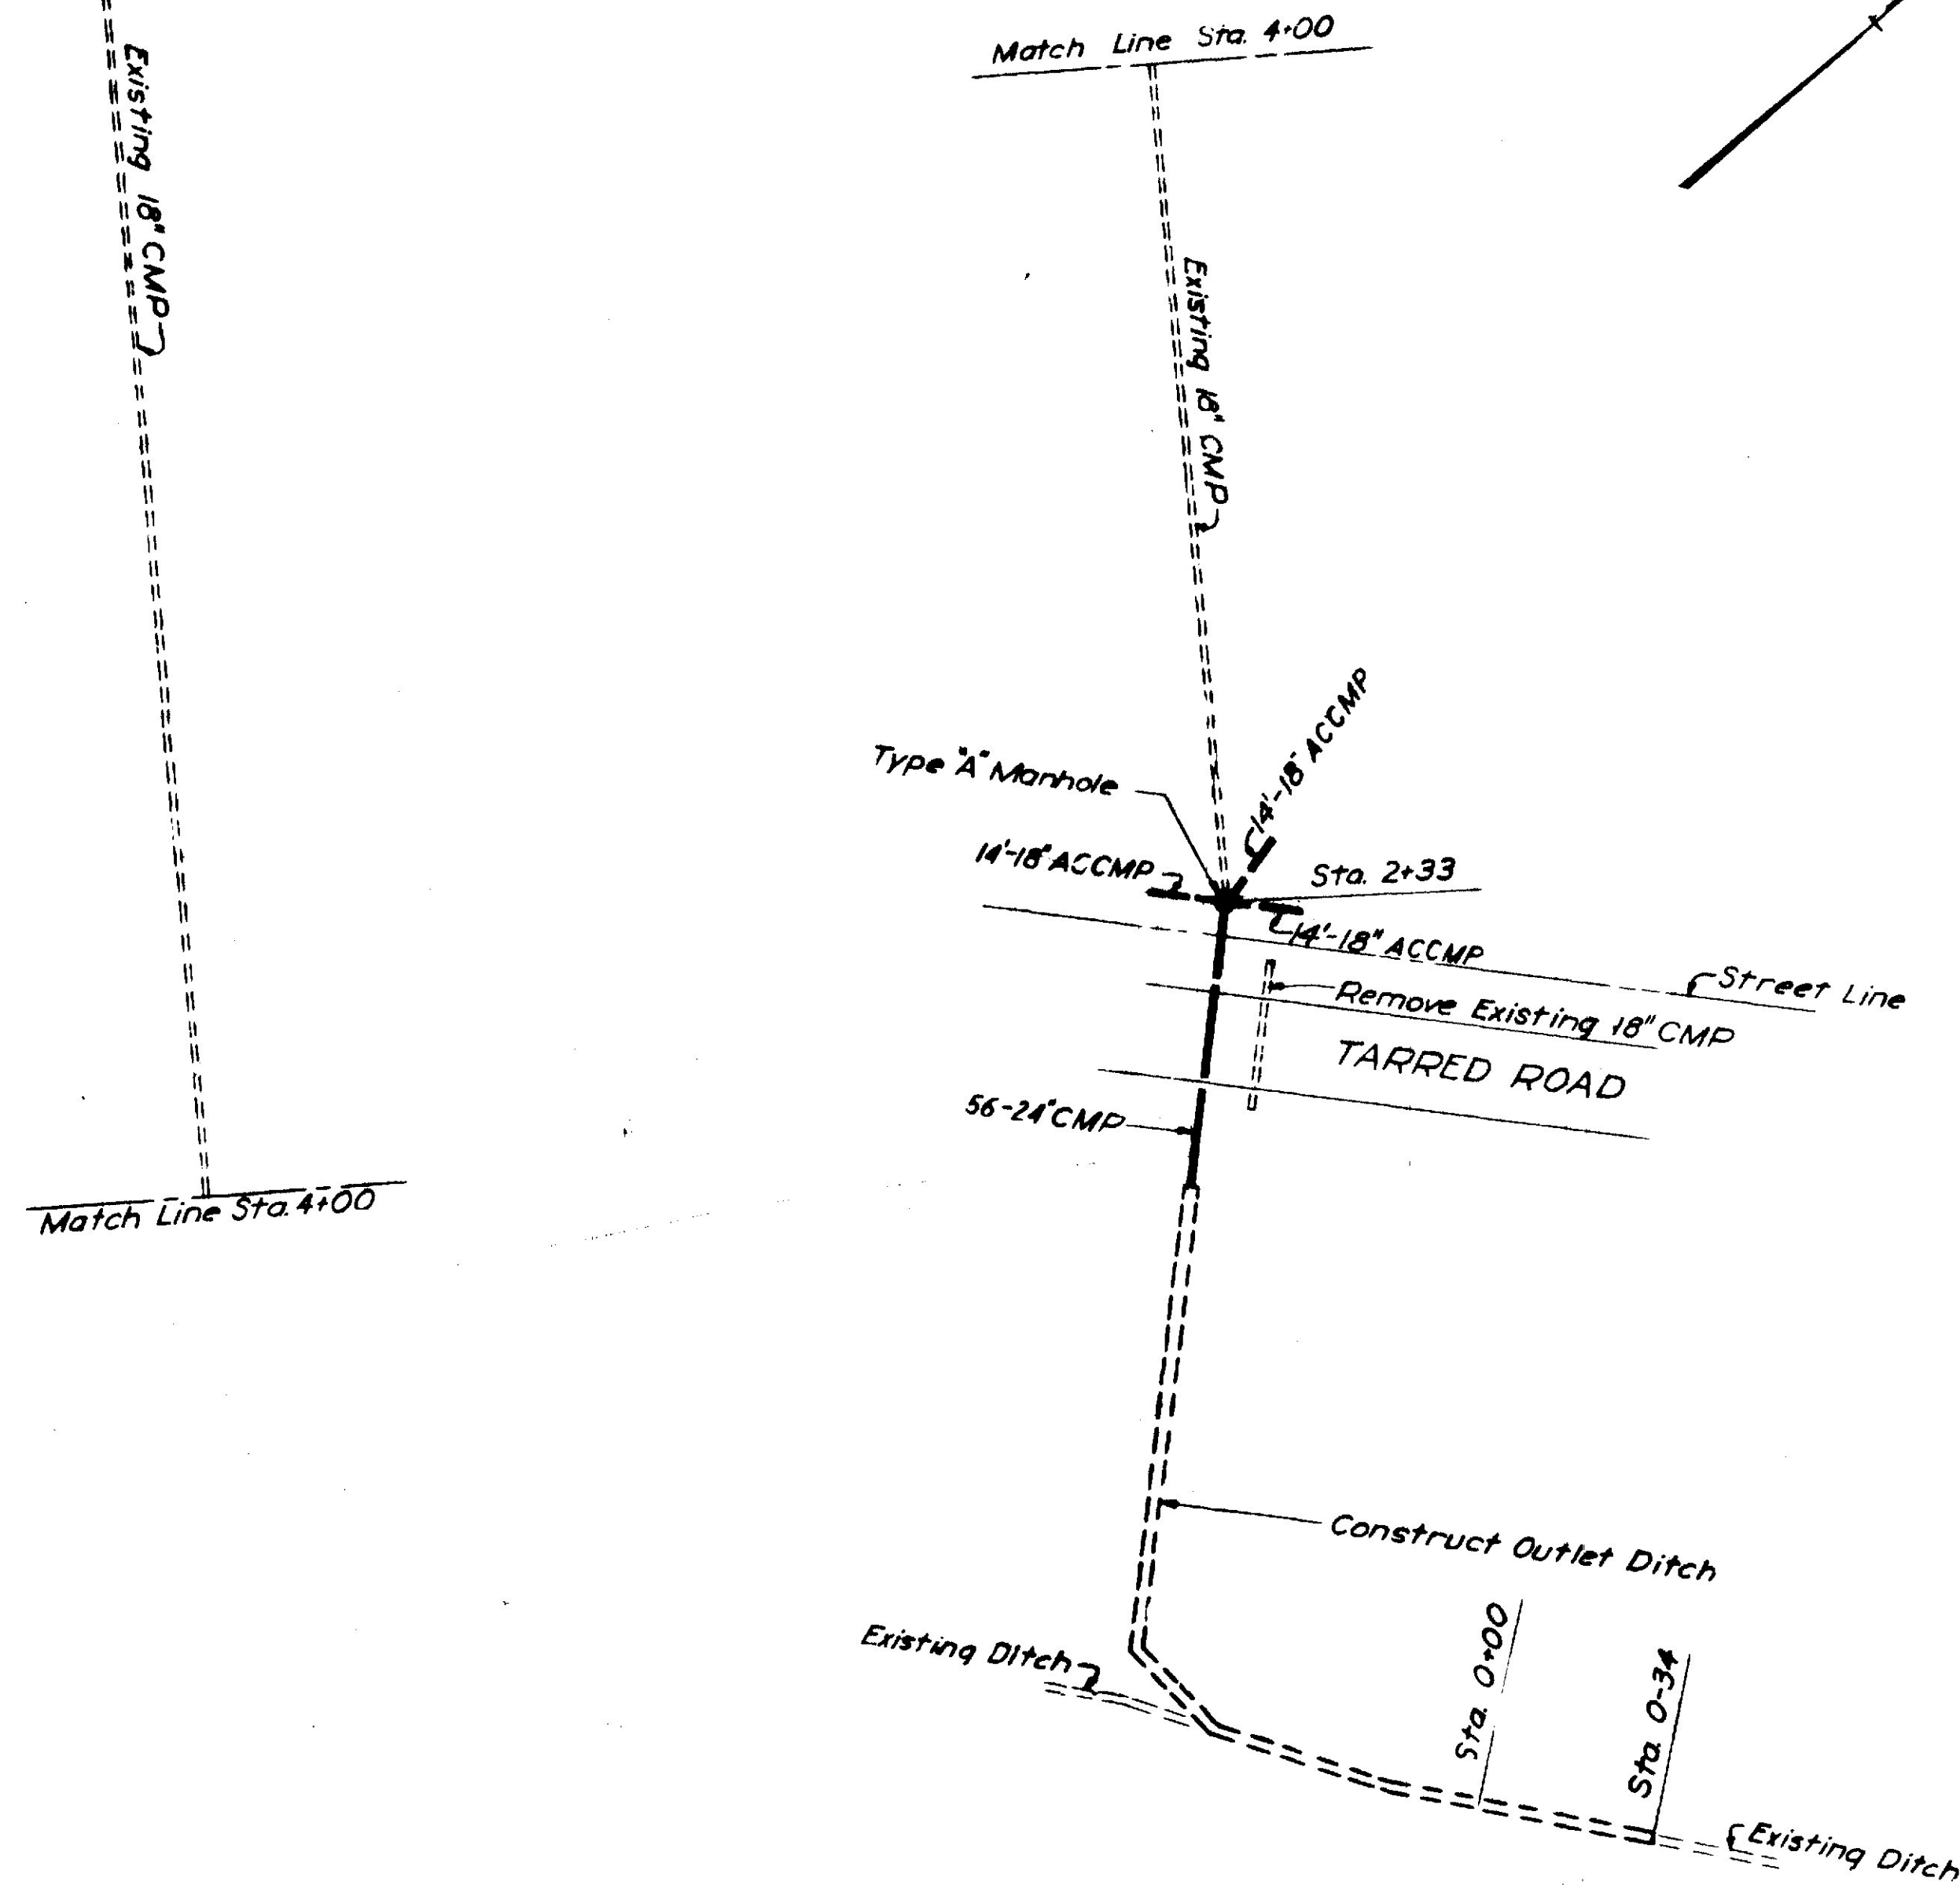 Match Line Sta. 4+00
Existing 18" CMP
Existing 18" CMP
14'-18" ACCMP
Type "A" Manhole
14'-18" ACCMP
Sta. 2+33
14'-18" ACCMP
Street Line
Remove Existing 18" CMP
TARRED ROAD
56-24" CMP
Match Line Sta. 4+00
Construct Outlet Ditch
Existing Ditch
Sta. 0+00
Sta. 0-34
Existing Ditch